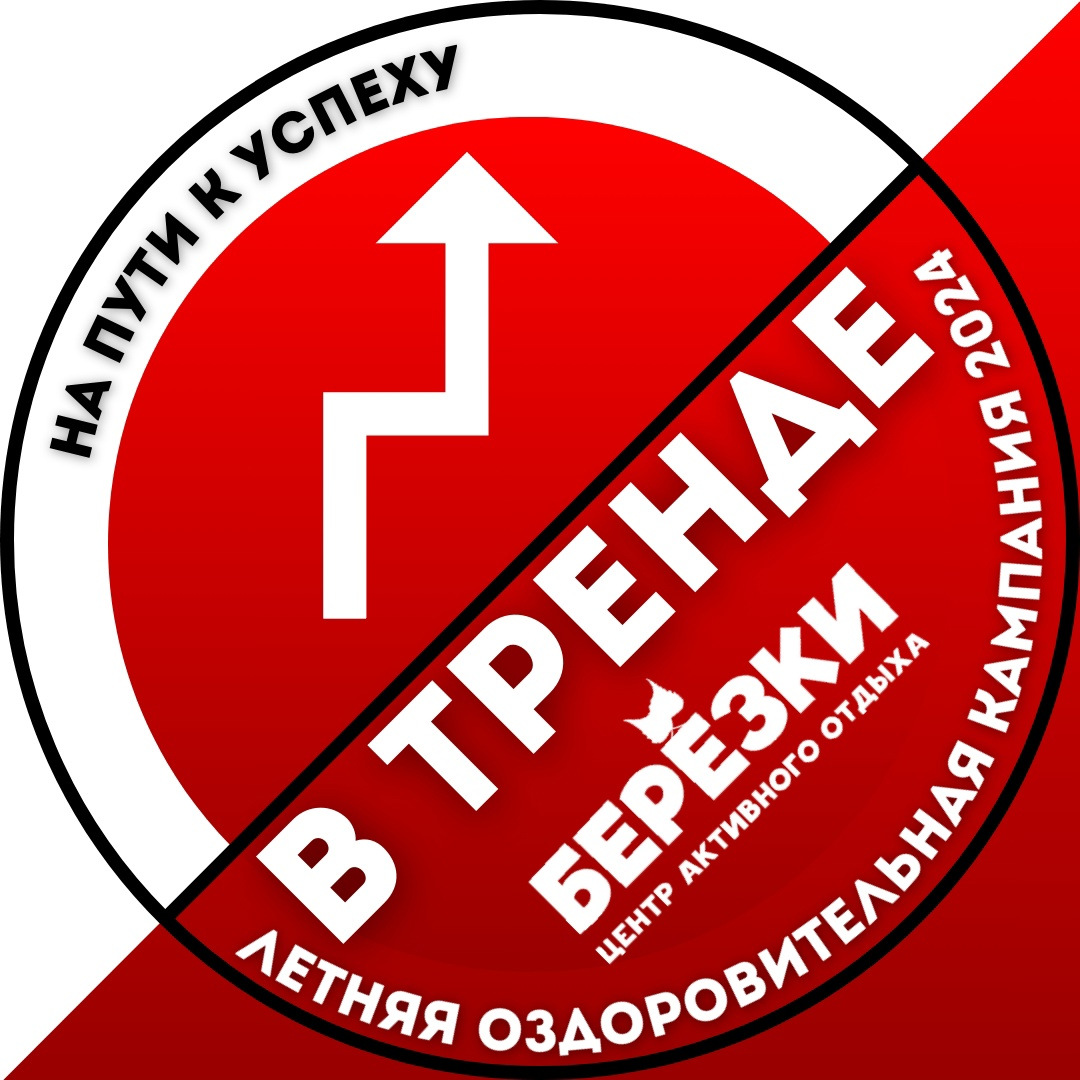 НА ПУТИ К УСПЕХУ
В ТРЕНДЕ
БЕРЁЗКИ
ЦЕНТР АКТИВНОГО ОТДЫХА
ЛЕТНЯЯ ОЗДОРОВИТЕЛЬНАЯ КАМПАНИЯ 2024